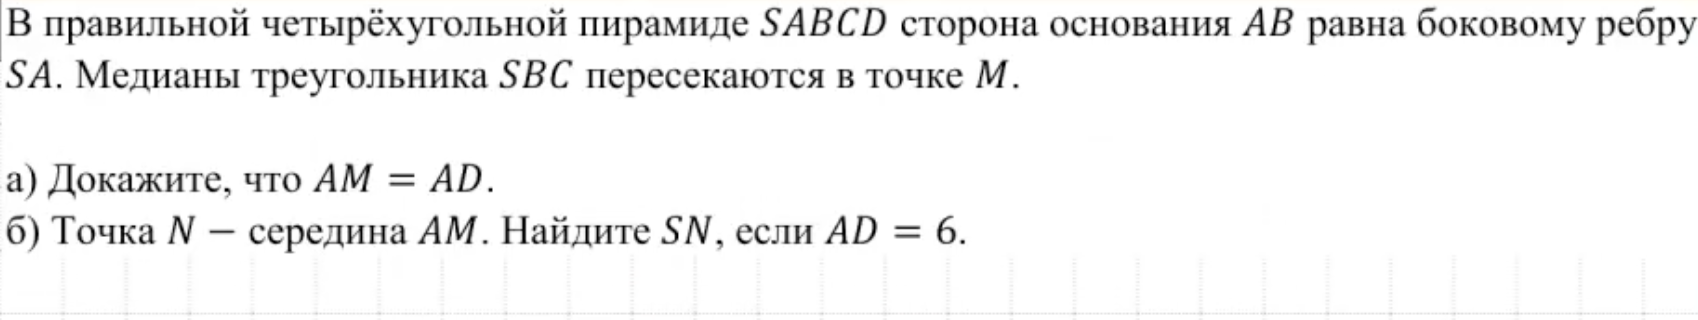 В правильной четырёхугольной пирамиде SABCD сторона основания AB равна боковому ребру
SA. Медианы треугольника SBC пересекаются в точке M.
а) Докажите, что AM = AD.
б) Точка N – середина AM. Найдите SN, если AD = 6.